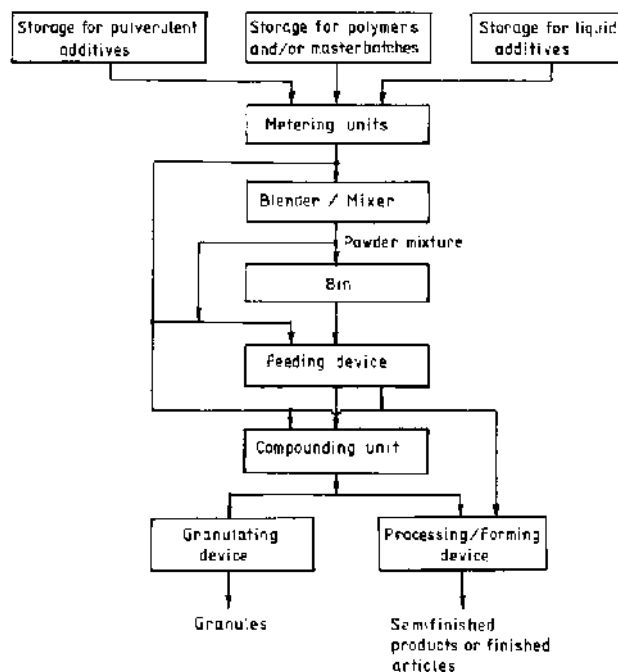 Storage for pulverulent
additives
Storage for polymers
and/or masterbatches
Storage for liquid
additives
Metering units
Blender / Mixer
Powder mixture
Bin
Feeding device
Compounding unit
Granulating
device
Processing/Forming
device
Granules
Semifinished
products or finished
articles